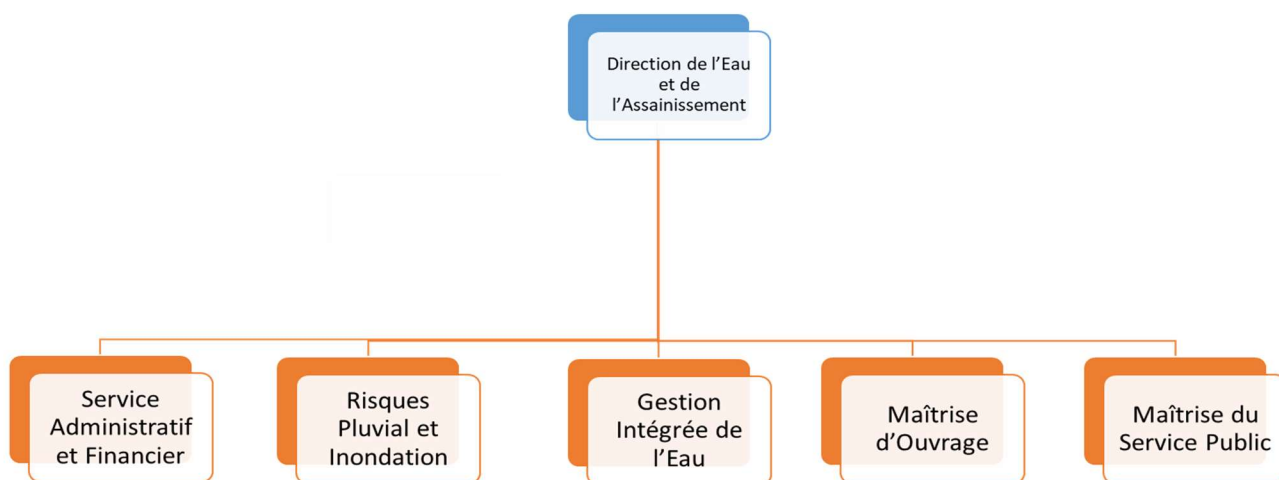 Direction de l'Eau
et de
l'Assainissement
Service
Administratif
et Financier
Risques
Pluvial et
Inondation
Gestion
Intégrée de
l'Eau
Maîtrise
d'Ouvrage
Maîtrise du
Service Public